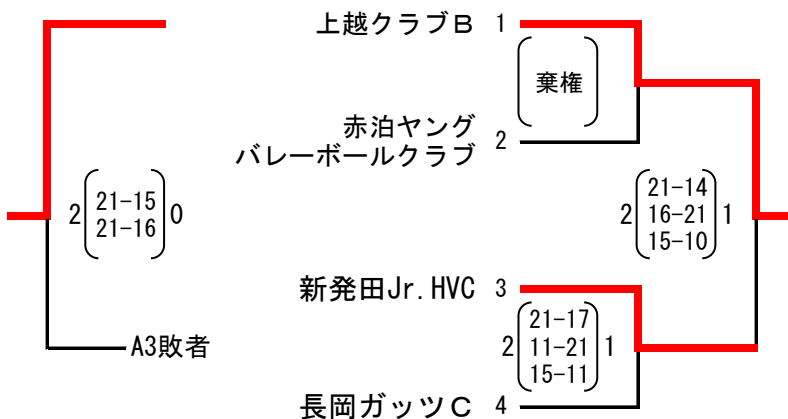 上越クラブB 1
棄権
赤泊ヤング
バレーボールクラブ 2
2 21-15 0
21-16
2 21-14 1
16-21
15-10
新発田Jr.HVC 3
2 21-17 1
11-21
15-11
A3敗者
長岡ガッツC 4